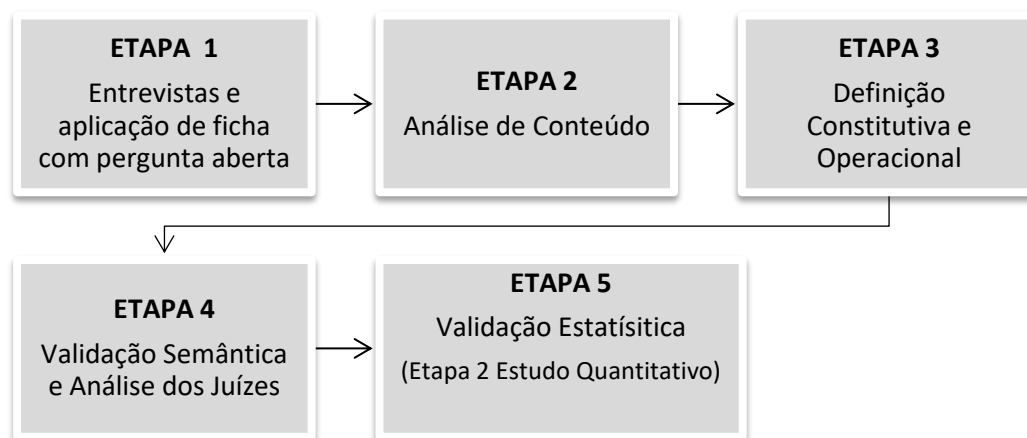 ETAPA 1
Entrevistas e
aplicação de ficha
com pergunta aberta
ETAPA 2
Análise de Conteúdo
ETAPA 3
Definição
Constitutiva e
Operacional
ETAPA 4
Validação Semântica
e Análise dos Juízes
ETAPA 5
Validação Estatísitica
(Etapa 2 Estudo Quantitativo)